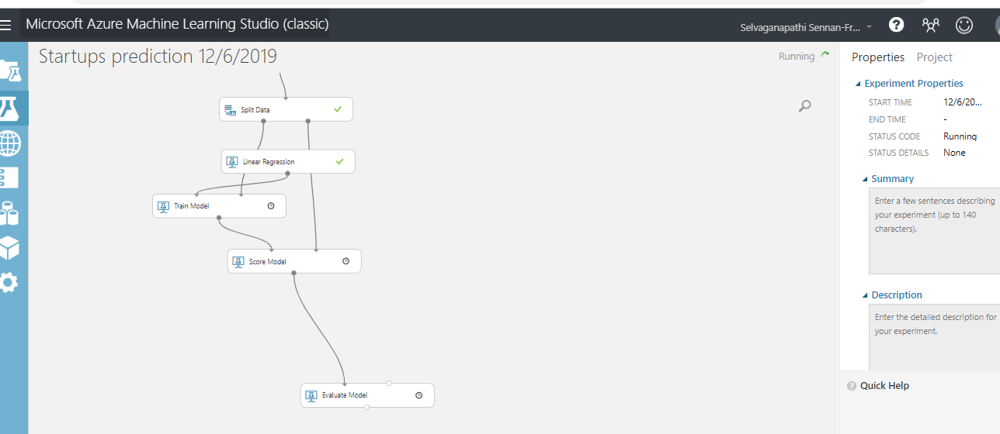 Microsoft Azure Machine Learning Studio (classic)
Selvaganapathi Sennan-Fr...
Startups prediction 12/6/2019
Running
Split Data
Linear Regression
Train Model
Score Model
Evaluate Model
Properties Project
Experiment Properties
START TIME 12/6/20...
END TIME -
STATUS CODE Running
STATUS DETAILS None
Summary
Enter a few sentences describing
your experiment (up to 140
characters).
Description
Enter the detailed description for
your experiment.
Quick Help